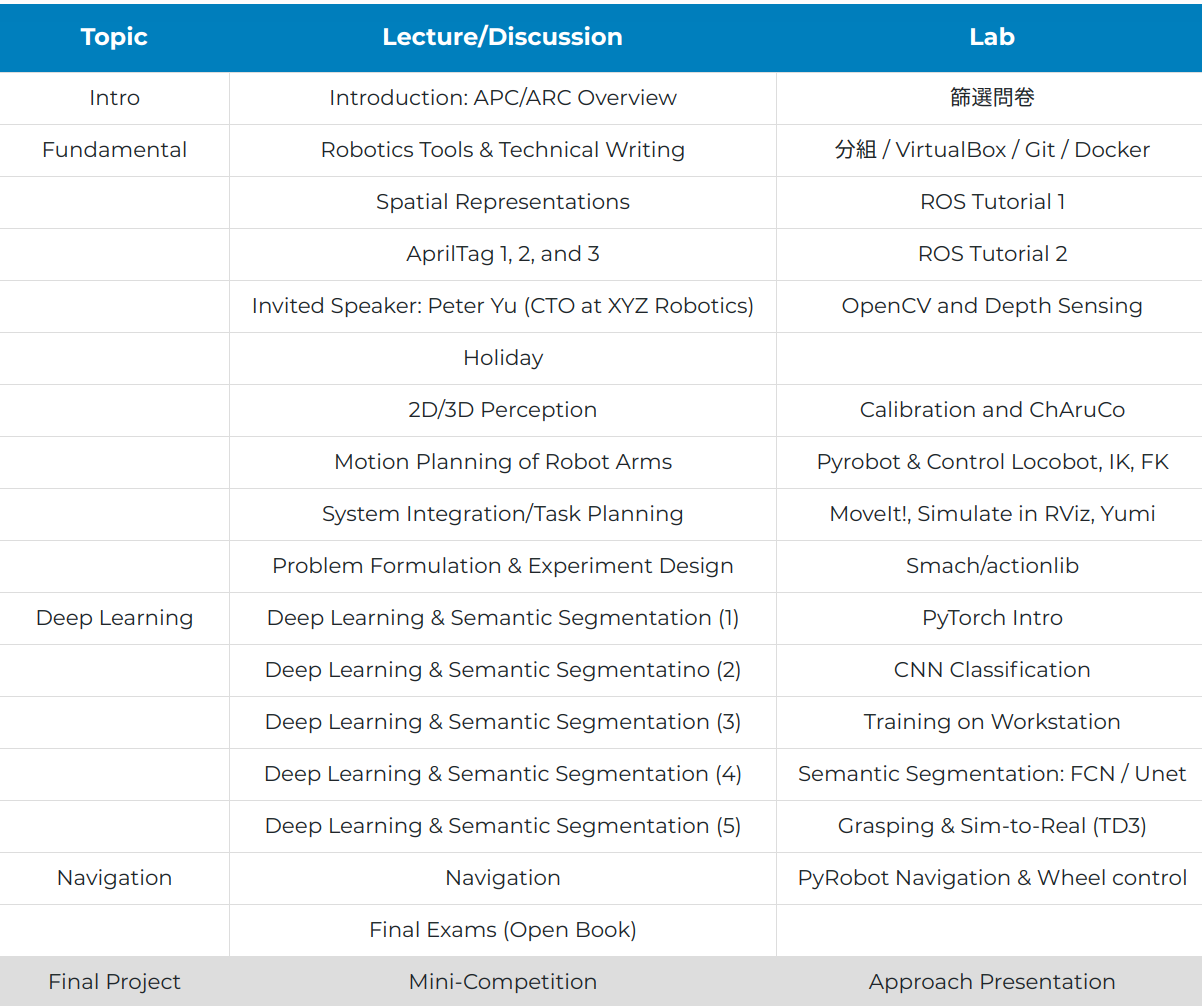 Topic Lecture/Discussion Lab
Intro Introduction: APC/ARC Overview 篩選問卷
Fundamental Robotics Tools & Technical Writing 分組 / VirtualBox / Git / Docker
Spatial Representations ROS Tutorial 1
AprilTag 1, 2, and 3 ROS Tutorial 2
Invited Speaker: Peter Yu (CTO at XYZ Robotics) OpenCV and Depth Sensing
Holiday
2D/3D Perception Calibration and ChAruCo
Motion Planning of Robot Arms Pyrobot & Control Locobot, IK, FK
System Integration/Task Planning MoveIt!, Simulate in RViz, Yumi
Problem Formulation & Experiment Design Smach/actionlib
Deep Learning Deep Learning & Semantic Segmentation (1) PyTorch Intro
Deep Learning & Semantic Segmentatino (2) CNN Classification
Deep Learning & Semantic Segmentation (3) Training on Workstation
Deep Learning & Semantic Segmentation (4) Semantic Segmentation: FCN / Unet
Deep Learning & Semantic Segmentation (5) Grasping & Sim-to-Real (TD3)
Navigation Navigation PyRobot Navigation & Wheel control
Final Exams (Open Book)
Final Project Mini-Competition Approach Presentation